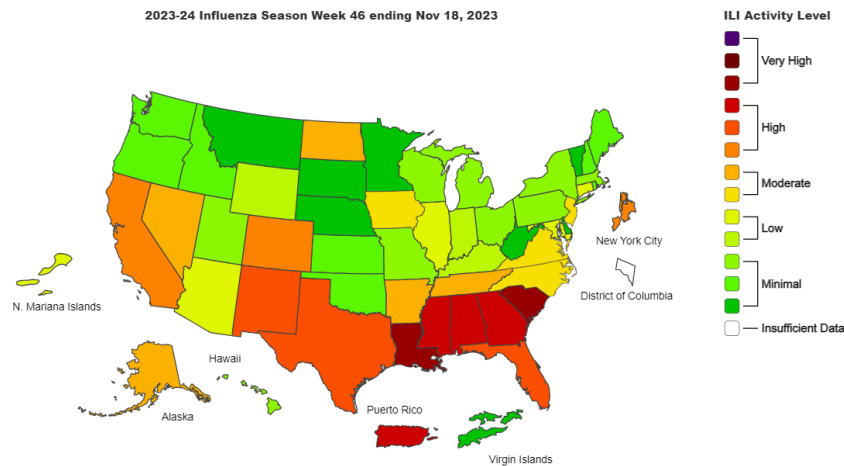 2023-24 Influenza Season Week 46 ending Nov 18, 2023
ILI Activity Level
Very High
High
Moderate
Low
Minimal
Insufficient Data
New York City
District of Columbia
N. Mariana Islands
Hawaii
Alaska
Puerto Rico
Virgin Islands